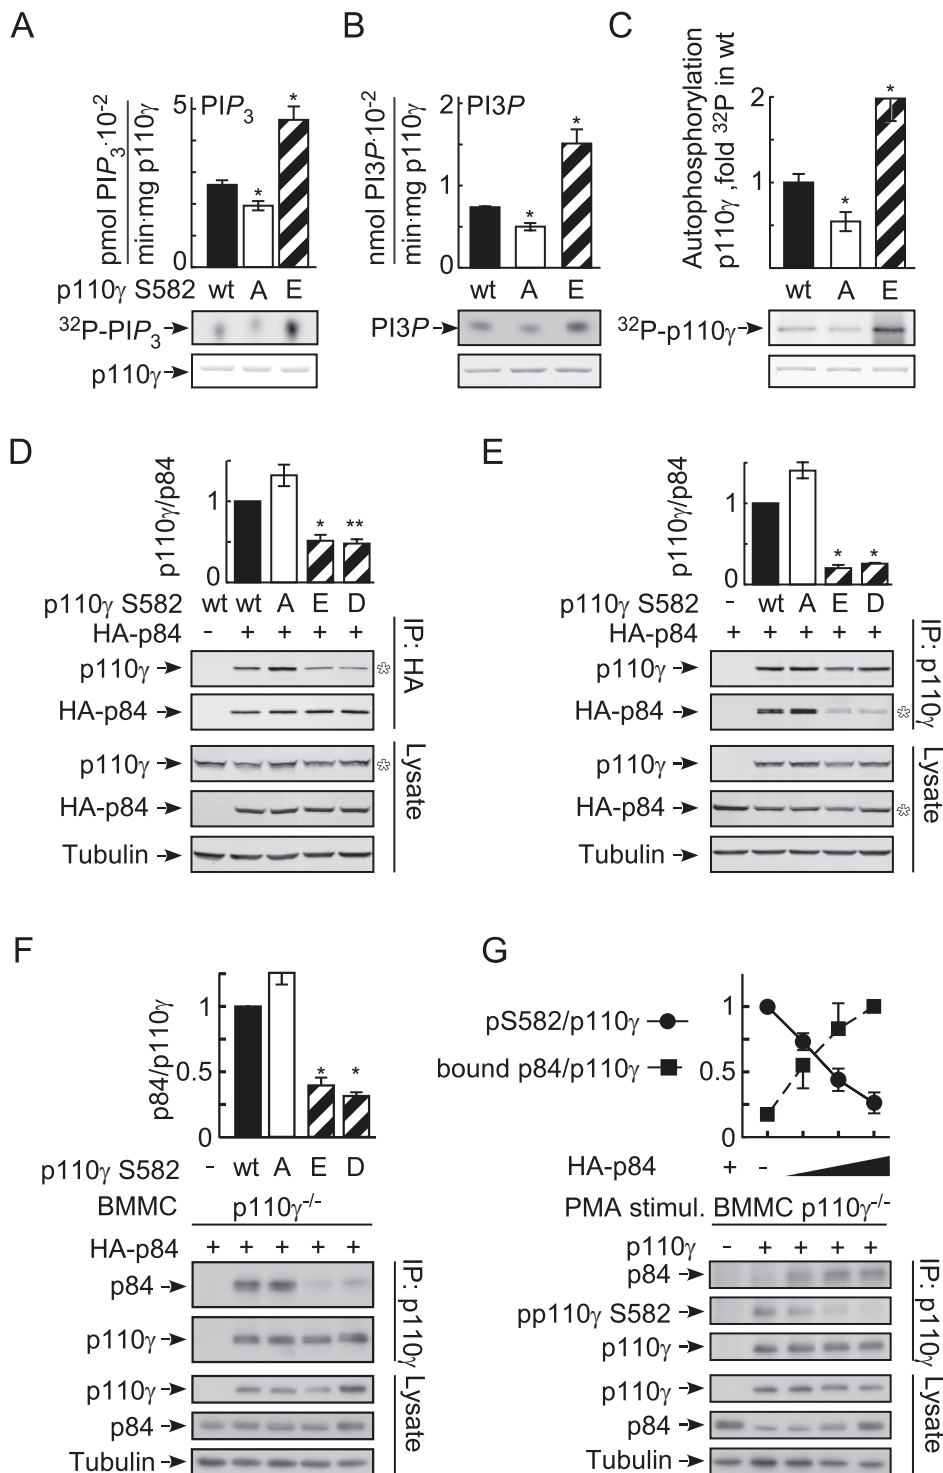 A
pmol PIP3·10-2
min·mg p110γ
5
0
PIP3
*
*
p110γ S582 wt A E
32P-PIP3
p110γ
B
nmol PI3P·10-2
min·mg p110γ
2
1
0
PI3P
*
*
wt A E
PI3P
C
Autophosphorylation
p110γ ,fold 32P in wt
2
1
*
*
wt A E
32P-p110γ
D
p110γ/p84
1
0
* **
p110γ S582 wt wt A E D
HA-p84 - + + + +
p110γ
HA-p84
IP: HA
p110γ
HA-p84
Tubulin
Lysate
E
p110γ/p84
1
0
* *
p110γ S582 - wt A E D
HA-p84 + + + + +
p110γ
HA-p84
IP: p110γ
p110γ
HA-p84
Tubulin
Lysate
F
p84/p110γ
1
0.5
0
* *
p110γ S582 - wt A E D
BMMC p110γ-/-
HA-p84 + + + + +
p84
p110γ
IP: p110γ
p110γ
p84
Tubulin
Lysate
G
pS582/p110γ
bound p84/p110γ
1
0.5
0
HA-p84 + -
PMA stimul. BMMC p110γ-/-
p110γ - + + + +
p84
pp110γ S582
p110γ
IP: p110γ
p110γ
p84
Tubulin
Lysate